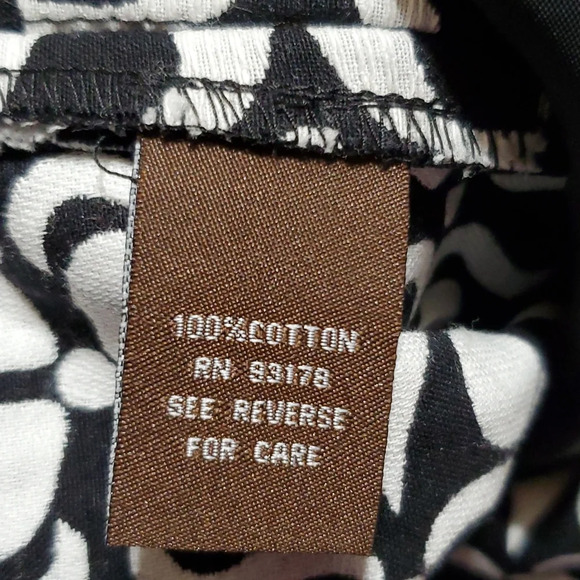 100%COTTON
RN 93178
SEE REVERSE
FOR CARE